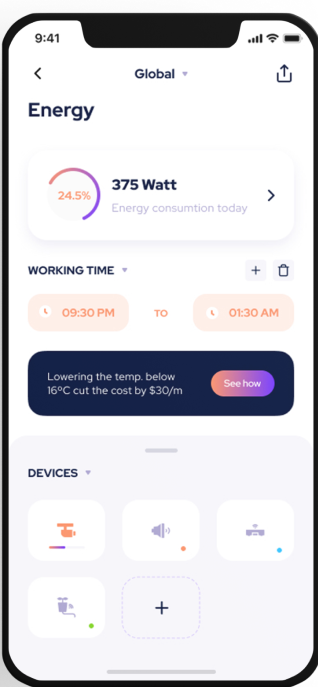 9:41
Global
Energy
24.5%
375 Watt
Energy consumtion today
WORKING TIME
09:30 PM
TO
01:30 AM
Lowering the temp. below
16ºC cut the cost by $30/m
See how
DEVICES